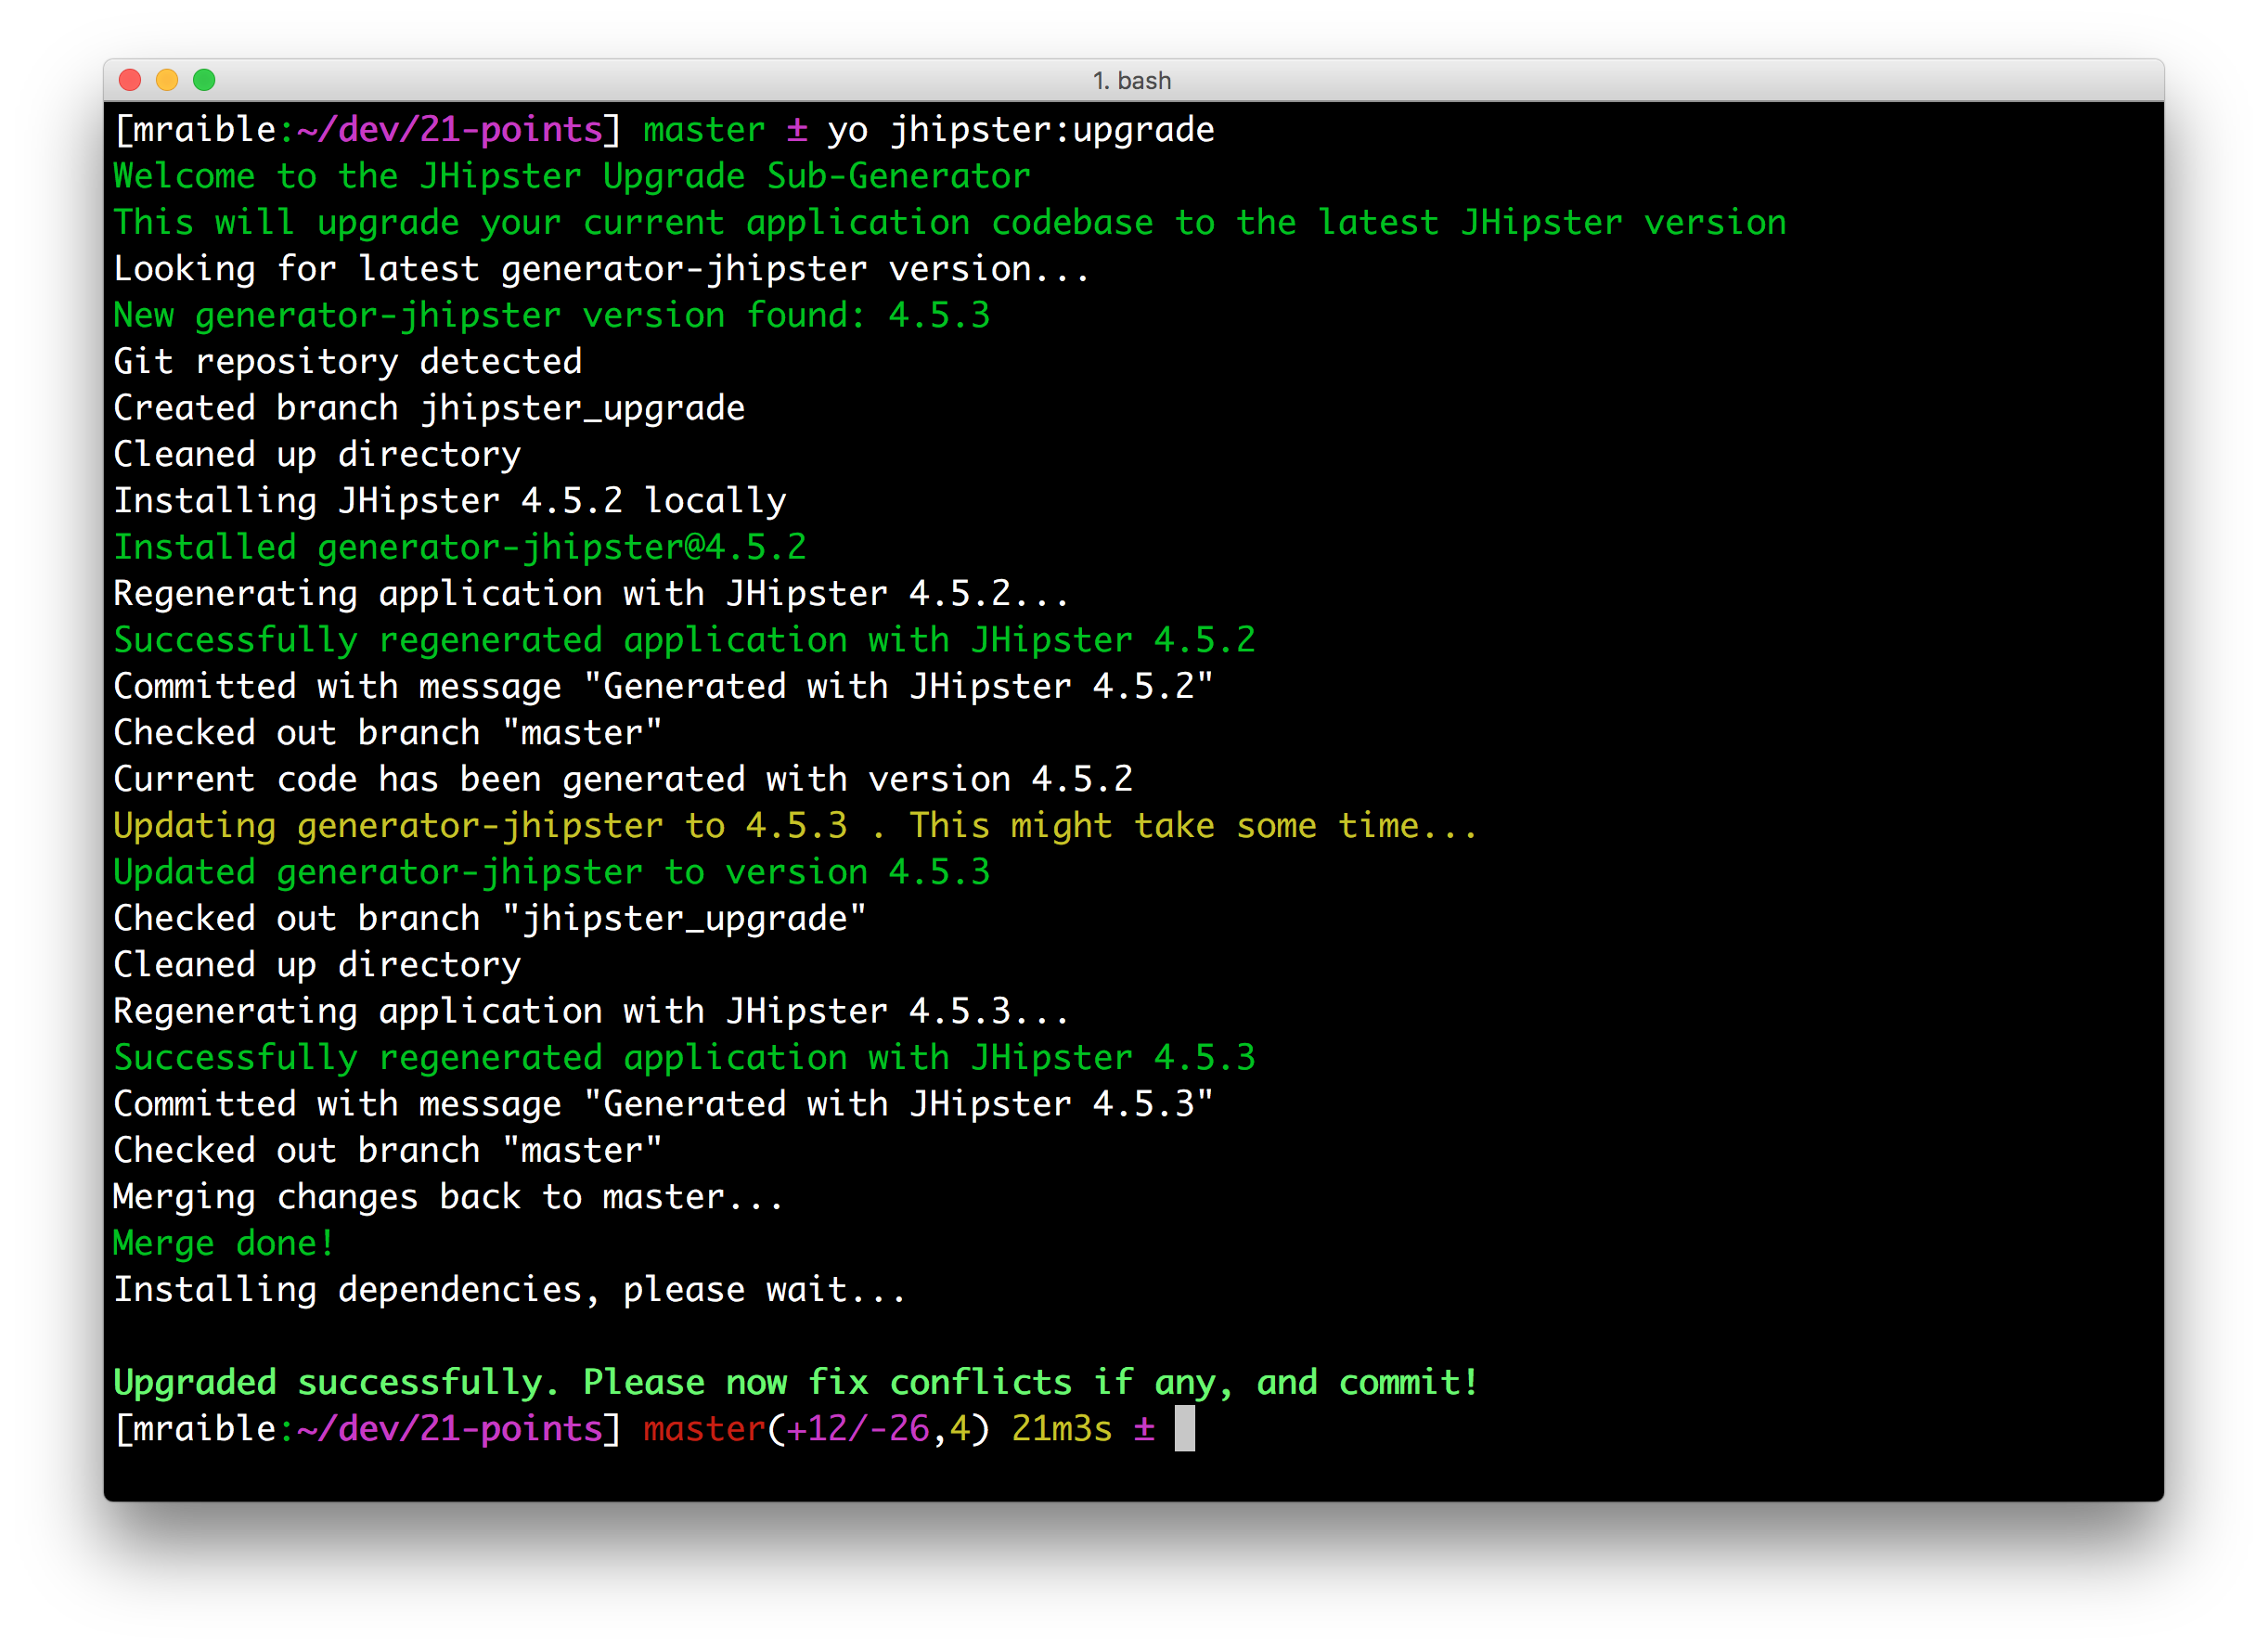 1. bash
[mraible:~/dev/21-points] master ± yo jhipster:upgrade
Welcome to the JHipster Upgrade Sub-Generator
This will upgrade your current application codebase to the latest JHipster version
Looking for latest generator-jhipster version...
New generator-jhipster version found: 4.5.3
Git repository detected
Created branch jhipster_upgrade
Cleaned up directory
Installing JHipster 4.5.2 locally
Installed generator-jhipster@4.5.2
Regenerating application with JHipster 4.5.2...
Successfully regenerated application with JHipster 4.5.2
Committed with message "Generated with JHipster 4.5.2"
Checked out branch "master"
Current code has been generated with version 4.5.2
Updating generator-jhipster to 4.5.3 . This might take some time...
Updated generator-jhipster to version 4.5.3
Checked out branch "jhipster_upgrade"
Cleaned up directory
Regenerating application with JHipster 4.5.3...
Successfully regenerated application with JHipster 4.5.3
Committed with message "Generated with JHipster 4.5.3"
Checked out branch "master"
Merging changes back to master...
Merge done!
Installing dependencies, please wait...
Upgraded successfully. Please now fix conflicts if any, and commit!
[mraible:~/dev/21-points] master(+12/-26,4) 21m3s ±